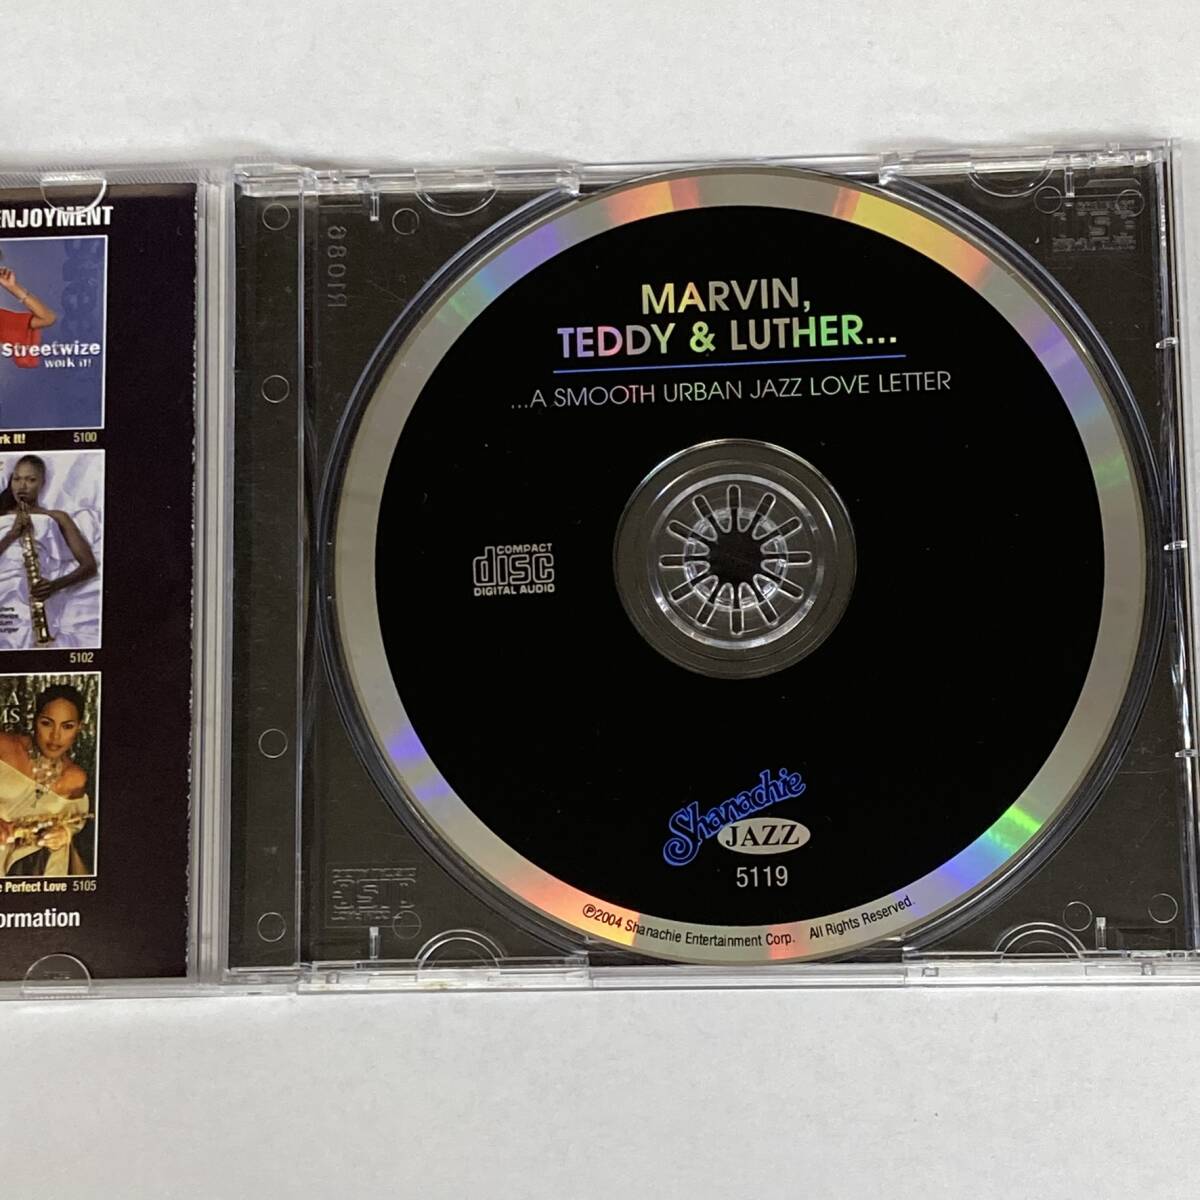 ENJOYMENT
Streetwize
work it!
rk It! 5100
5102
e Perfect Love 5105
ormation
R1086
MARVIN,
TEDDY & LUTHER...
...A SMOOTH URBAN JAZZ LOVE LETTER
COMPACT
disc
DIGITAL AUDIO
Shanachie
JAZZ
5119
℗2004 Shanachie Entertainment Corp. All Rights Reserved.